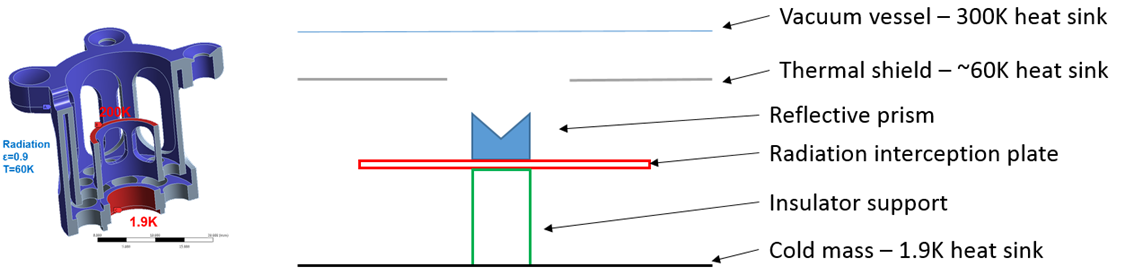 Vacuum vessel – 300K heat sink
Thermal shield – ~60K heat sink
200K
Reflective prism
Radiation
ε=0.9
T=60K
Radiation interception plate
Insulator support
1.9K
Cold mass – 1.9K heat sink